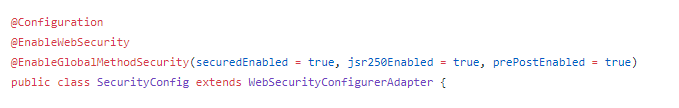 @Configuration
@EnableWebSecurity
@EnableGlobalMethodSecurity(securedEnabled = true, jsr250Enabled = true, prePostEnabled = true)
public class SecurityConfig extends WebSecurityConfigurerAdapter {